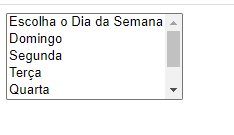 Escolha o Dia da Semana
Domingo
Segunda
Terça
Quarta